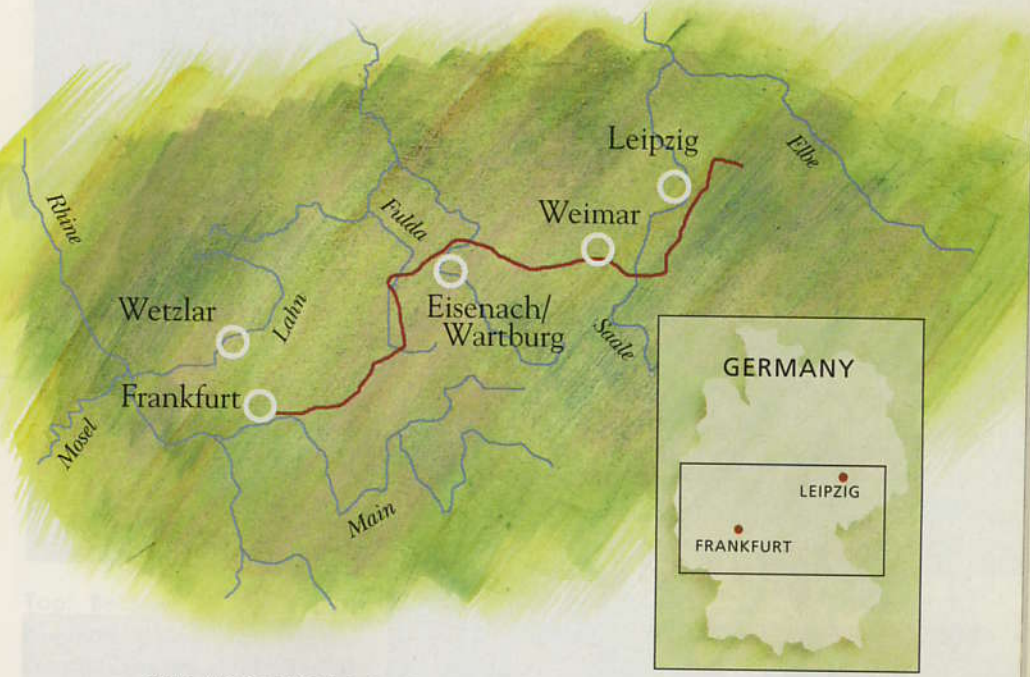 Leipzig
Elbe
Rhine
Fulda
Weimar
Wetzlar
Lahn
Eisenach/
Wartburg
Saale
Frankfurt
Mosel
Main
GERMANY
LEIPZIG
FRANKFURT